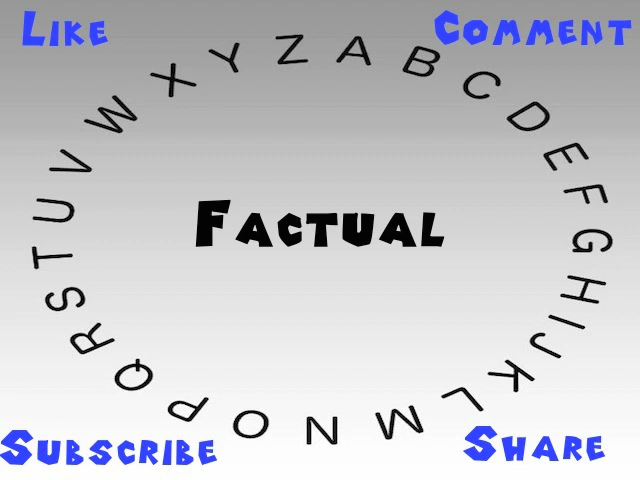 Like
Comment
A B C D E F G H I J K L M N O P Q R S T U V W X Y Z
Factual
Subscribe
Share